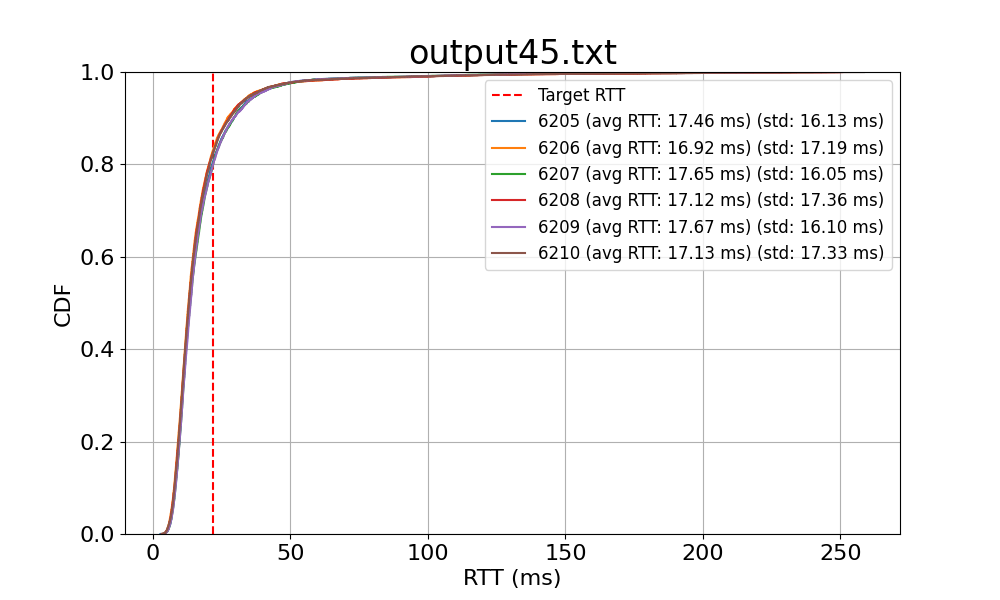 output45.txt
1.0
0.8
0.6
0.4
0.2
0.0
CDF
Target RTT
6205 (avg RTT: 17.46 ms) (std: 16.13 ms)
6206 (avg RTT: 16.92 ms) (std: 17.19 ms)
6207 (avg RTT: 17.65 ms) (std: 16.05 ms)
6208 (avg RTT: 17.12 ms) (std: 17.36 ms)
6209 (avg RTT: 17.67 ms) (std: 16.10 ms)
6210 (avg RTT: 17.13 ms) (std: 17.33 ms)
0 50 100 150 200 250
RTT (ms)